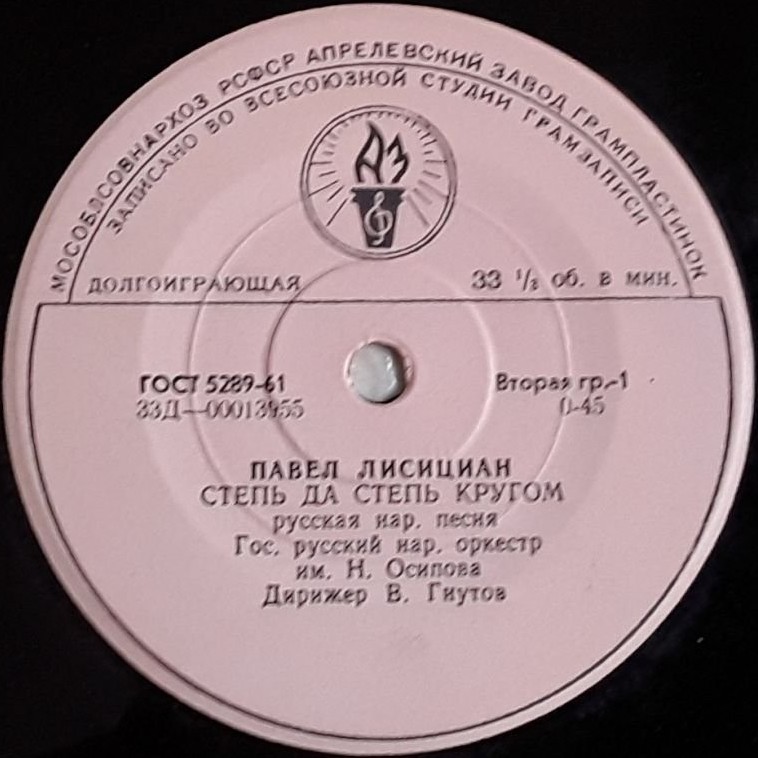 МОСОБЛСОВНАРХОЗ РСФСР АПРЕЛЕВСКИЙ ЗАВОД ГРАМПЛАСТИНОК
ЗАПИСАНО ВО ВСЕСОЮЗНОЙ СТУДИИ ГРАМЗАПИСИ
АЗ
ДОЛГОИГРАЮЩАЯ 33 ⅓ об. в мин.
ГОСТ 5289-61 Вторая гр.-1
33Д—00013955 0-45
ПАВЕЛ ЛИСИЦИАН
СТЕПЬ ДА СТЕПЬ КРУГОМ
русская нар. песня
Гос. русский нар. оркестр
им. Н. Осипова
Дирижер В. Гнутов